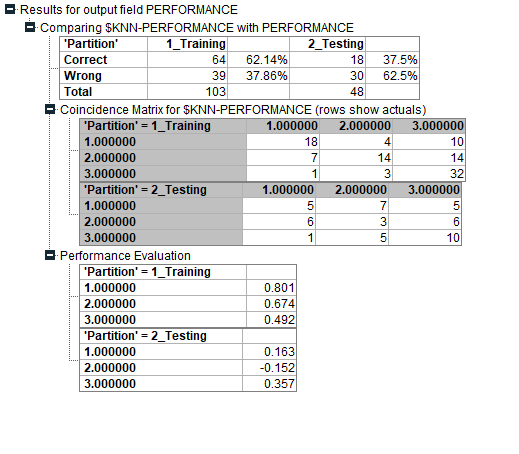 Results for output field PERFORMANCE
Comparing $KNN-PERFORMANCE with PERFORMANCE
'Partition' 1_Training 2_Testing
Correct 64 62.14% 18 37.5%
Wrong 39 37.86% 30 62.5%
Total 103 48
Coincidence Matrix for $KNN-PERFORMANCE (rows show actuals)
'Partition' = 1_Training 1.000000 2.000000 3.000000
1.000000 18 4 10
2.000000 7 14 14
3.000000 1 3 32
'Partition' = 2_Testing 1.000000 2.000000 3.000000
1.000000 5 7 5
2.000000 6 3 6
3.000000 1 5 10
Performance Evaluation
'Partition' = 1_Training
1.000000 0.801
2.000000 0.674
3.000000 0.492
'Partition' = 2_Testing
1.000000 0.163
2.000000 -0.152
3.000000 0.357